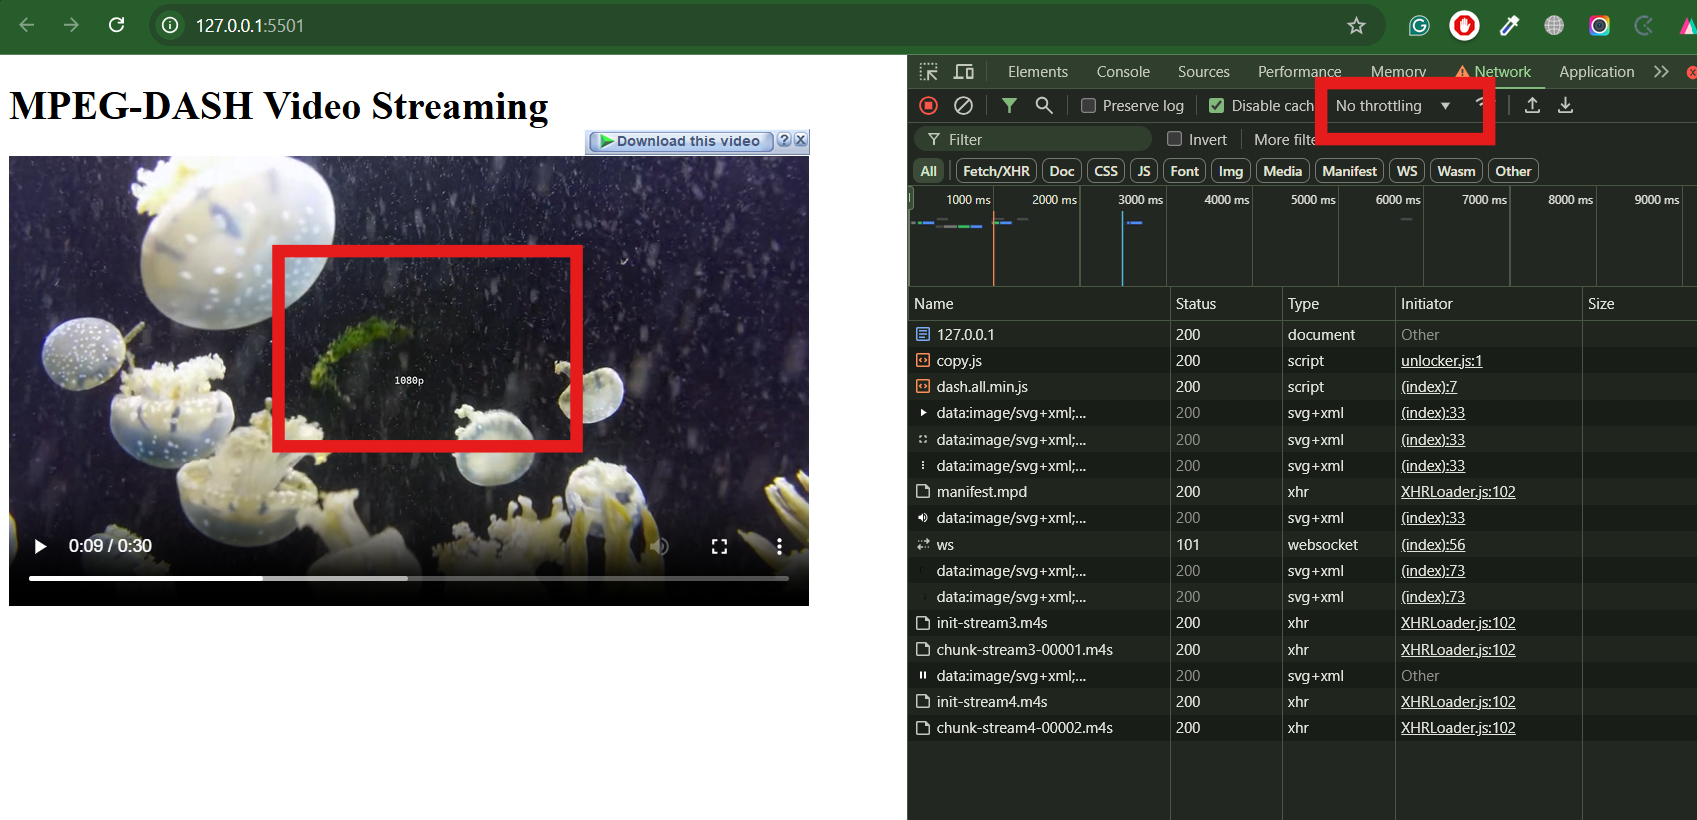 127.0.0.1:5501
MPEG-DASH Video Streaming
Download this video ? X
1080p
0:09 / 0:30
Elements Console Sources Performance Memory Network Application
Preserve log Disable cach No throttling
Filter Invert More filte
All Fetch/XHR Doc CSS JS Font Img Media Manifest WS Wasm Other
1000 ms 2000 ms 3000 ms 4000 ms 5000 ms 6000 ms 7000 ms 8000 ms 9000 ms
Name Status Type Initiator Size
127.0.0.1 200 document Other
copy.js 200 script unlocker.js:1
dash.all.min.js 200 script (index):7
data:image/svg+xml;... 200 svg+xml (index):33
data:image/svg+xml;... 200 svg+xml (index):33
data:image/svg+xml;... 200 svg+xml (index):33
manifest.mpd 200 xhr XHRLoader.js:102
data:image/svg+xml;... 200 svg+xml (index):33
ws 101 websocket (index):56
data:image/svg+xml;... 200 svg+xml (index):73
data:image/svg+xml;... 200 svg+xml (index):73
init-stream3.m4s 200 xhr XHRLoader.js:102
chunk-stream3-00001.m4s 200 xhr XHRLoader.js:102
data:image/svg+xml;... 200 svg+xml Other
init-stream4.m4s 200 xhr XHRLoader.js:102
chunk-stream4-00002.m4s 200 xhr XHRLoader.js:102